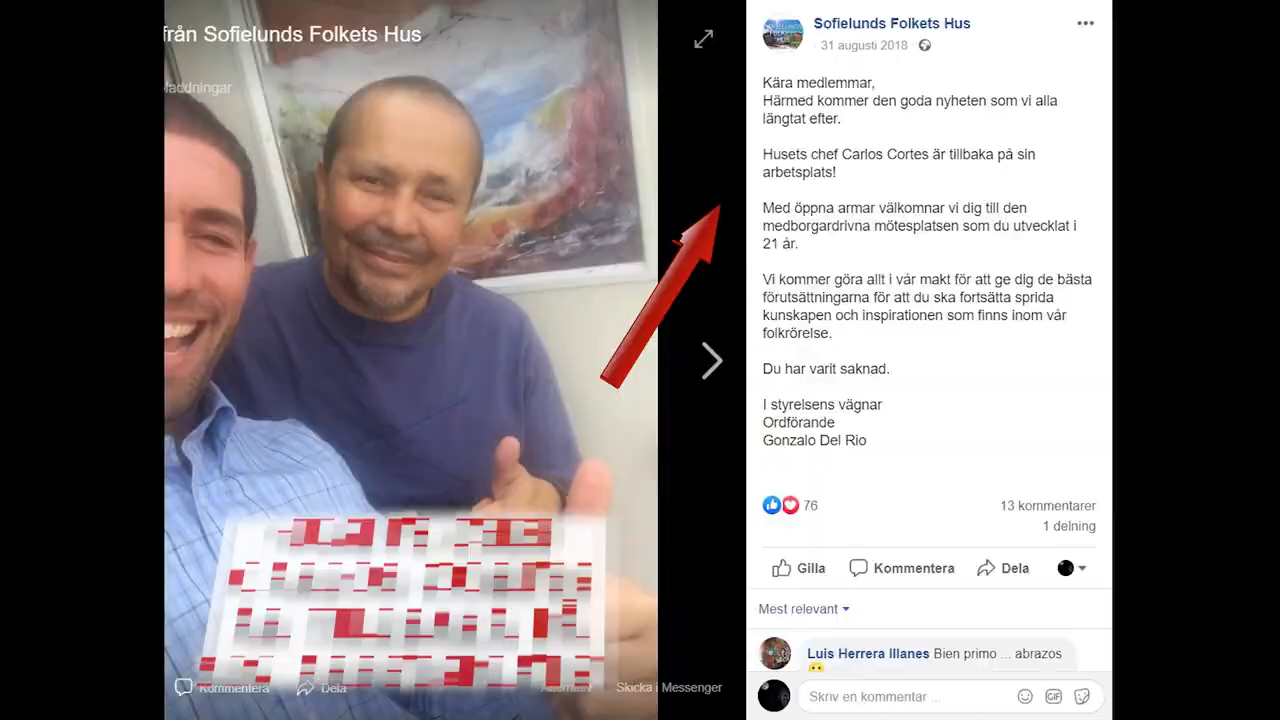 från Sofielunds Folkets Hus
Sofielunds Folkets Hus
31 augusti 2018
Kära medlemmar,
Härmed kommer den goda nyheten som vi alla
längtat efter.
Husets chef Carlos Cortes är tillbaka på sin
arbetsplats!
Med öppna armar välkomnar vi dig till den
medborgardrivna mötesplatsen som du utvecklat i
21 år.
Vi kommer göra allt i vår makt för att ge dig de bästa
förutsättningarna för att du ska fortsätta sprida
kunskapen och inspirationen som finns inom vår
folkrörelse.
Du har varit saknad.
I styrelsens vägnar
Ordförande
Gonzalo Del Rio
76
13 kommentarer
1 delning
Gilla Kommentera Dela
Mest relevant
Luis Herrera Illanes Bien primo ... abrazos
Skriv en kommentar ...
GIF
Kommentera Dela Skicka i Messenger